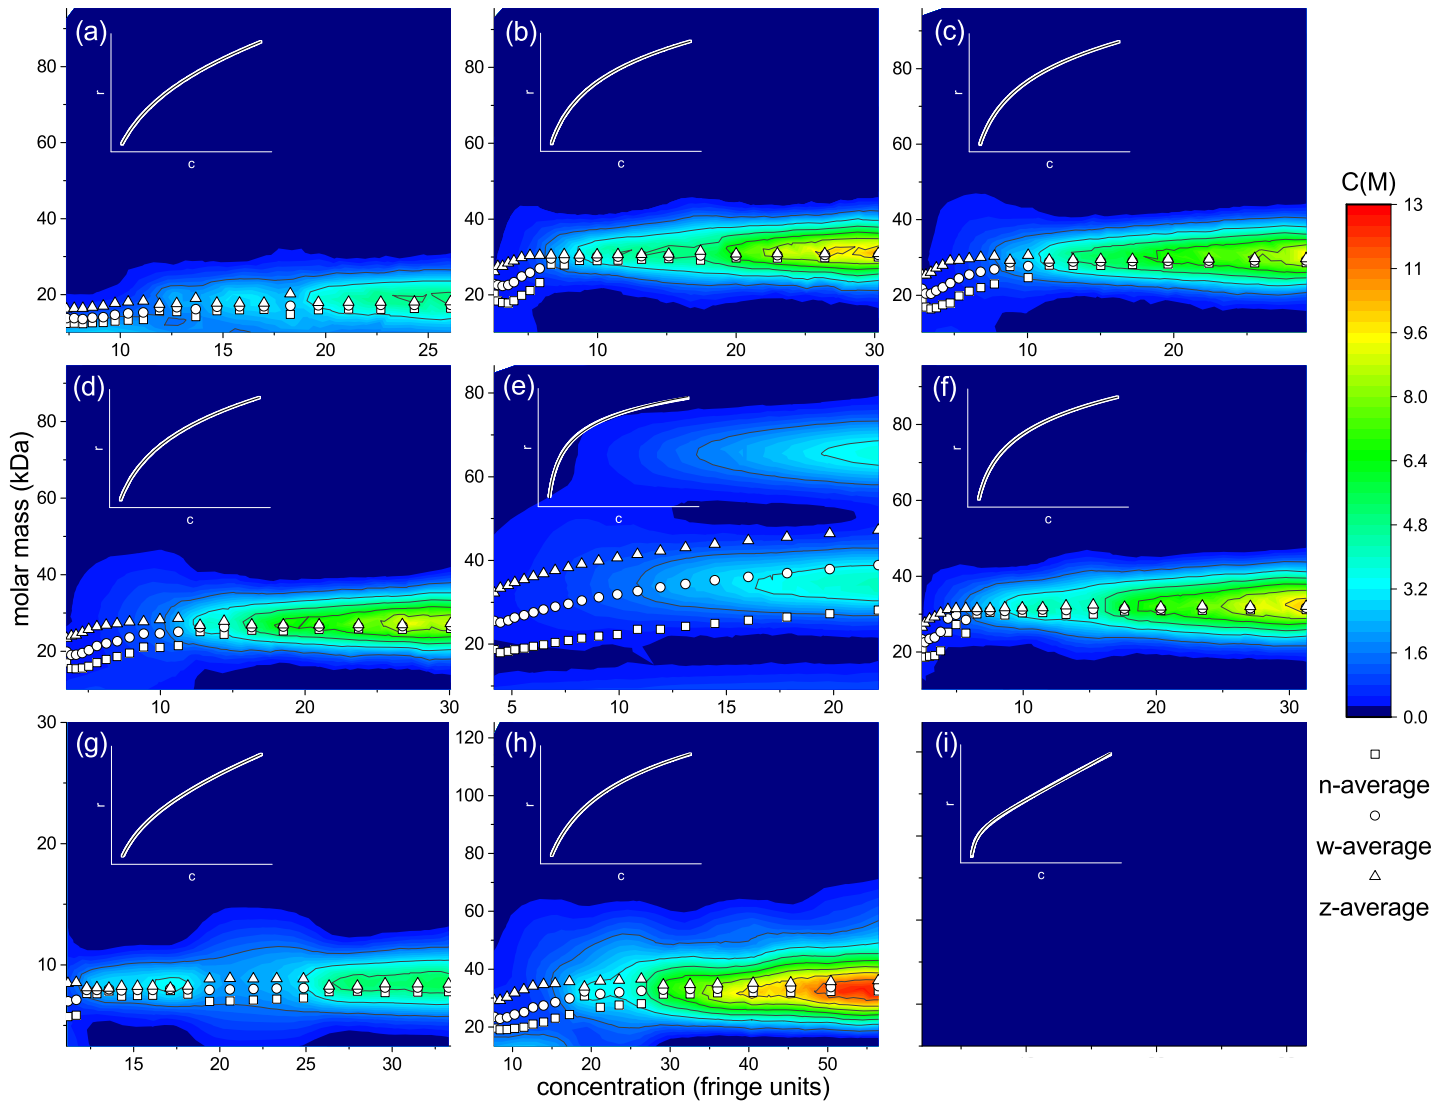 (a)
80
60
40
20
r
c
10
15
20
25
(b)
80
60
40
20
r
c
10
20
30
(c)
80
60
40
20
r
c
10
20
C(M)
13
11
9.6
8.0
6.4
4.8
3.2
1.6
0.0
molar mass (kDa)
(d)
80
60
40
20
r
c
10
20
30
(e)
80
60
40
20
r
c
5
10
15
20
(f)
80
60
40
20
r
c
10
20
30
(g)
30
20
10
r
c
15
20
25
30
(h)
120
100
80
60
40
20
r
c
10
20
30
40
50
(i)
r
c
n-average
w-average
z-average
concentration (fringe units)